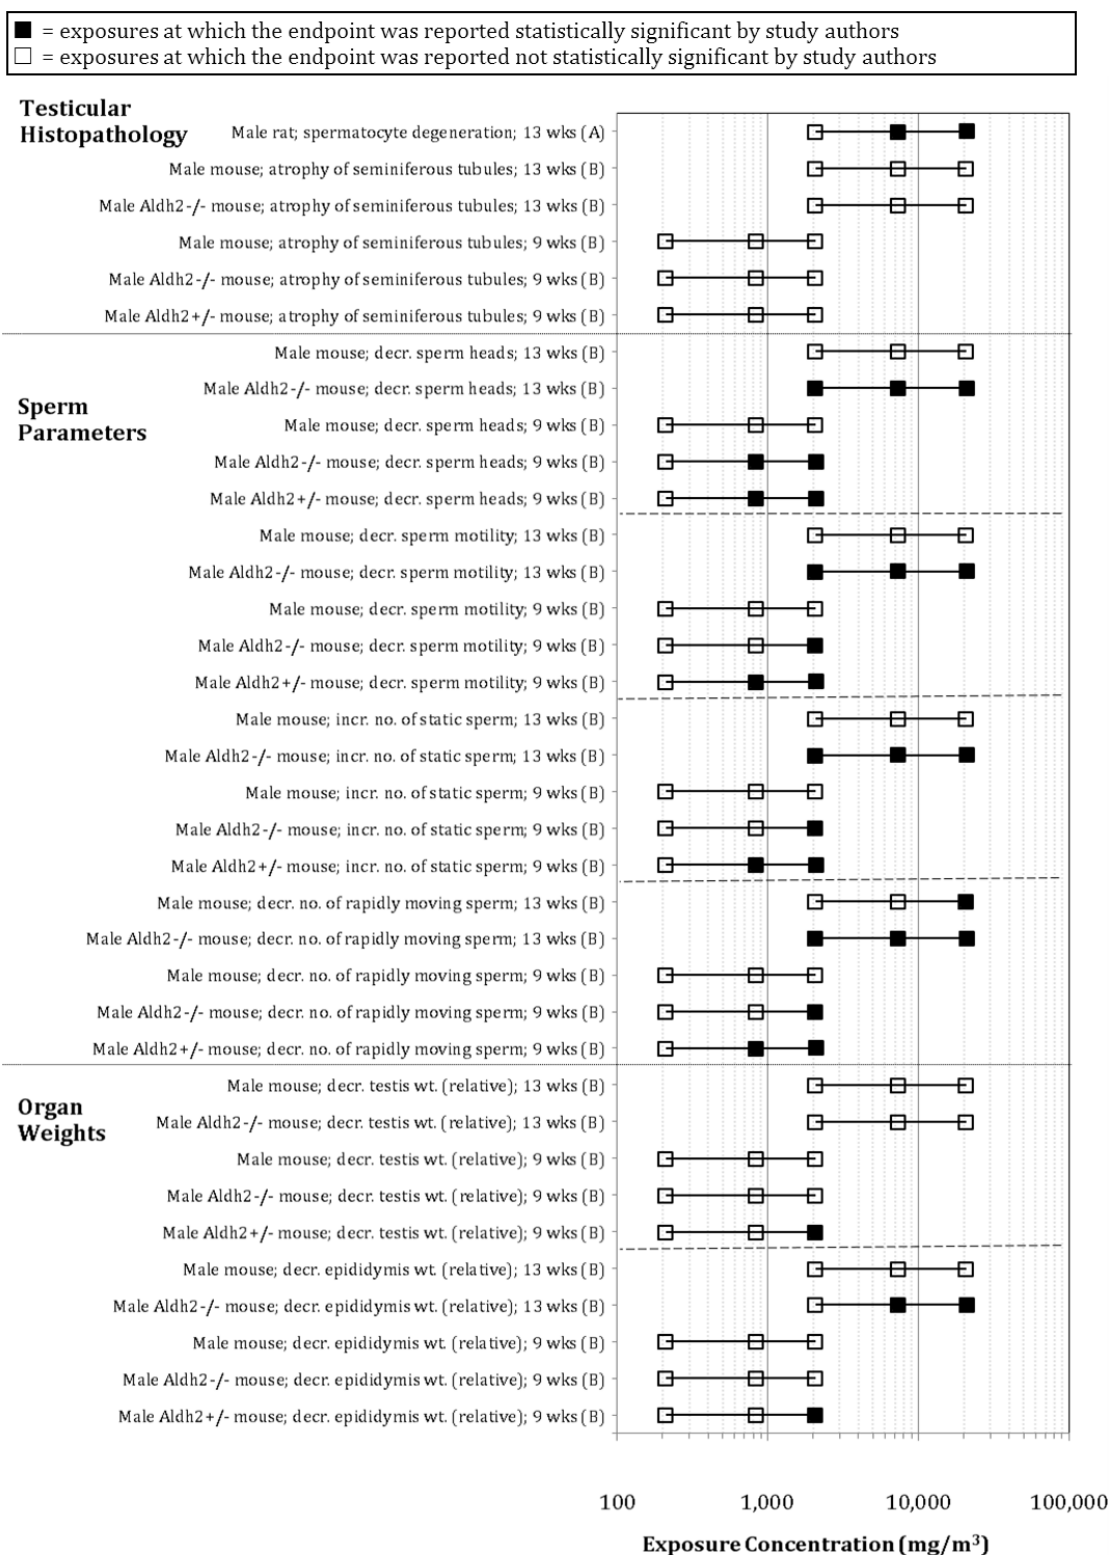 ■ = exposures at which the endpoint was reported statistically significant by study authors
□ = exposures at which the endpoint was reported not statistically significant by study authors
Testicular
Histopathology
Male rat; spermatocyte degeneration; 13 wks (A)
Male mouse; atrophy of seminiferous tubules; 13 wks (B)
Male Aldh2-/- mouse; atrophy of seminiferous tubules; 13 wks (B)
Male mouse; atrophy of seminiferous tubules; 9 wks (B)
Male Aldh2-/- mouse; atrophy of seminiferous tubules; 9 wks (B)
Male Aldh2+/- mouse; atrophy of seminiferous tubules; 9 wks (B)
Sperm
Parameters
Male mouse; decr. sperm heads; 13 wks (B)
Male Aldh2-/- mouse; decr. sperm heads; 13 wks (B)
Male mouse; decr. sperm heads; 9 wks (B)
Male Aldh2-/- mouse; decr. sperm heads; 9 wks (B)
Male Aldh2+/- mouse; decr. sperm heads; 9 wks (B)
Male mouse; decr. sperm motility; 13 wks (B)
Male Aldh2-/- mouse; decr. sperm motility; 13 wks (B)
Male mouse; decr. sperm motility; 9 wks (B)
Male Aldh2-/- mouse; decr. sperm motility; 9 wks (B)
Male Aldh2+/- mouse; decr. sperm motility; 9 wks (B)
Male mouse; incr. no. of static sperm; 13 wks (B)
Male Aldh2-/- mouse; incr. no. of static sperm; 13 wks (B)
Male mouse; incr. no. of static sperm; 9 wks (B)
Male Aldh2-/- mouse; incr. no. of static sperm; 9 wks (B)
Male Aldh2+/- mouse; incr. no. of static sperm; 9 wks (B)
Male mouse; decr. no. of rapidly moving sperm; 13 wks (B)
Male Aldh2-/- mouse; decr. no. of rapidly moving sperm; 13 wks (B)
Male mouse; decr. no. of rapidly moving sperm; 9 wks (B)
Male Aldh2-/- mouse; decr. no. of rapidly moving sperm; 9 wks (B)
Male Aldh2+/- mouse; decr. no. of rapidly moving sperm; 9 wks (B)
Organ
Weights
Male mouse; decr. testis wt. (relative); 13 wks (B)
Male Aldh2-/- mouse; decr. testis wt. (relative); 13 wks (B)
Male mouse; decr. testis wt. (relative); 9 wks (B)
Male Aldh2-/- mouse; decr. testis wt. (relative); 9 wks (B)
Male Aldh2+/- mouse; decr. testis wt. (relative); 9 wks (B)
Male mouse; decr. epididymis wt. (relative); 13 wks (B)
Male Aldh2-/- mouse; decr. epididymis wt. (relative); 13 wks (B)
Male mouse; decr. epididymis wt. (relative); 9 wks (B)
Male Aldh2-/- mouse; decr. epididymis wt. (relative); 9 wks (B)
Male Aldh2+/- mouse; decr. epididymis wt. (relative); 9 wks (B)
100 1,000 10,000 100,000
Exposure Concentration (mg/m³)